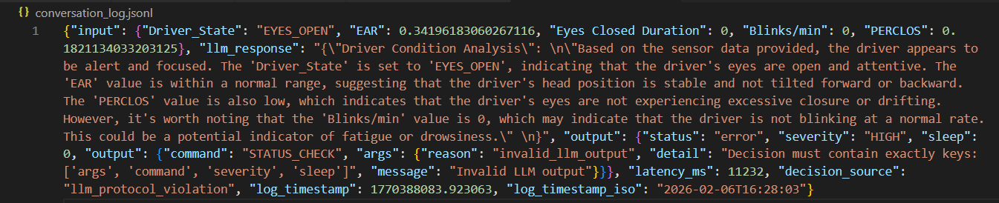 {} conversation_log.jsonl
1 {"input": {"Driver_State": "EYES_OPEN", "EAR": 0.34196183060267116, "Eyes Closed Duration": 0, "Blinks/min": 0, "PERCLOS": 0.
1821134033203125}, "llm_response": "{\"Driver Condition Analysis\": \n\"Based on the sensor data provided, the driver appears to
be alert and focused. The 'Driver_State' is set to 'EYES_OPEN', indicating that the driver's eyes are open and attentive. The
'EAR' value is within a normal range, suggesting that the driver's head position is stable and not tilted forward or backward.
The 'PERCLOS' value is also low, which indicates that the driver's eyes are not experiencing excessive closure or drifting.
However, it's worth noting that the 'Blinks/min' value is 0, which may indicate that the driver is not blinking at a normal rate.
This could be a potential indicator of fatigue or drowsiness.\" \n}", "output": {"status": "error", "severity": "HIGH", "sleep":
0, "output": {"command": "STATUS_CHECK", "args": {"reason": "invalid_llm_output", "detail": "Decision must contain exactly keys:
['args', 'command', 'severity', 'sleep']", "message": "Invalid LLM output"}}}, "latency_ms": 11232, "decision_source":
"llm_protocol_violation", "log_timestamp": 1770388083.923063, "log_timestamp_iso": "2026-02-06T16:28:03"}